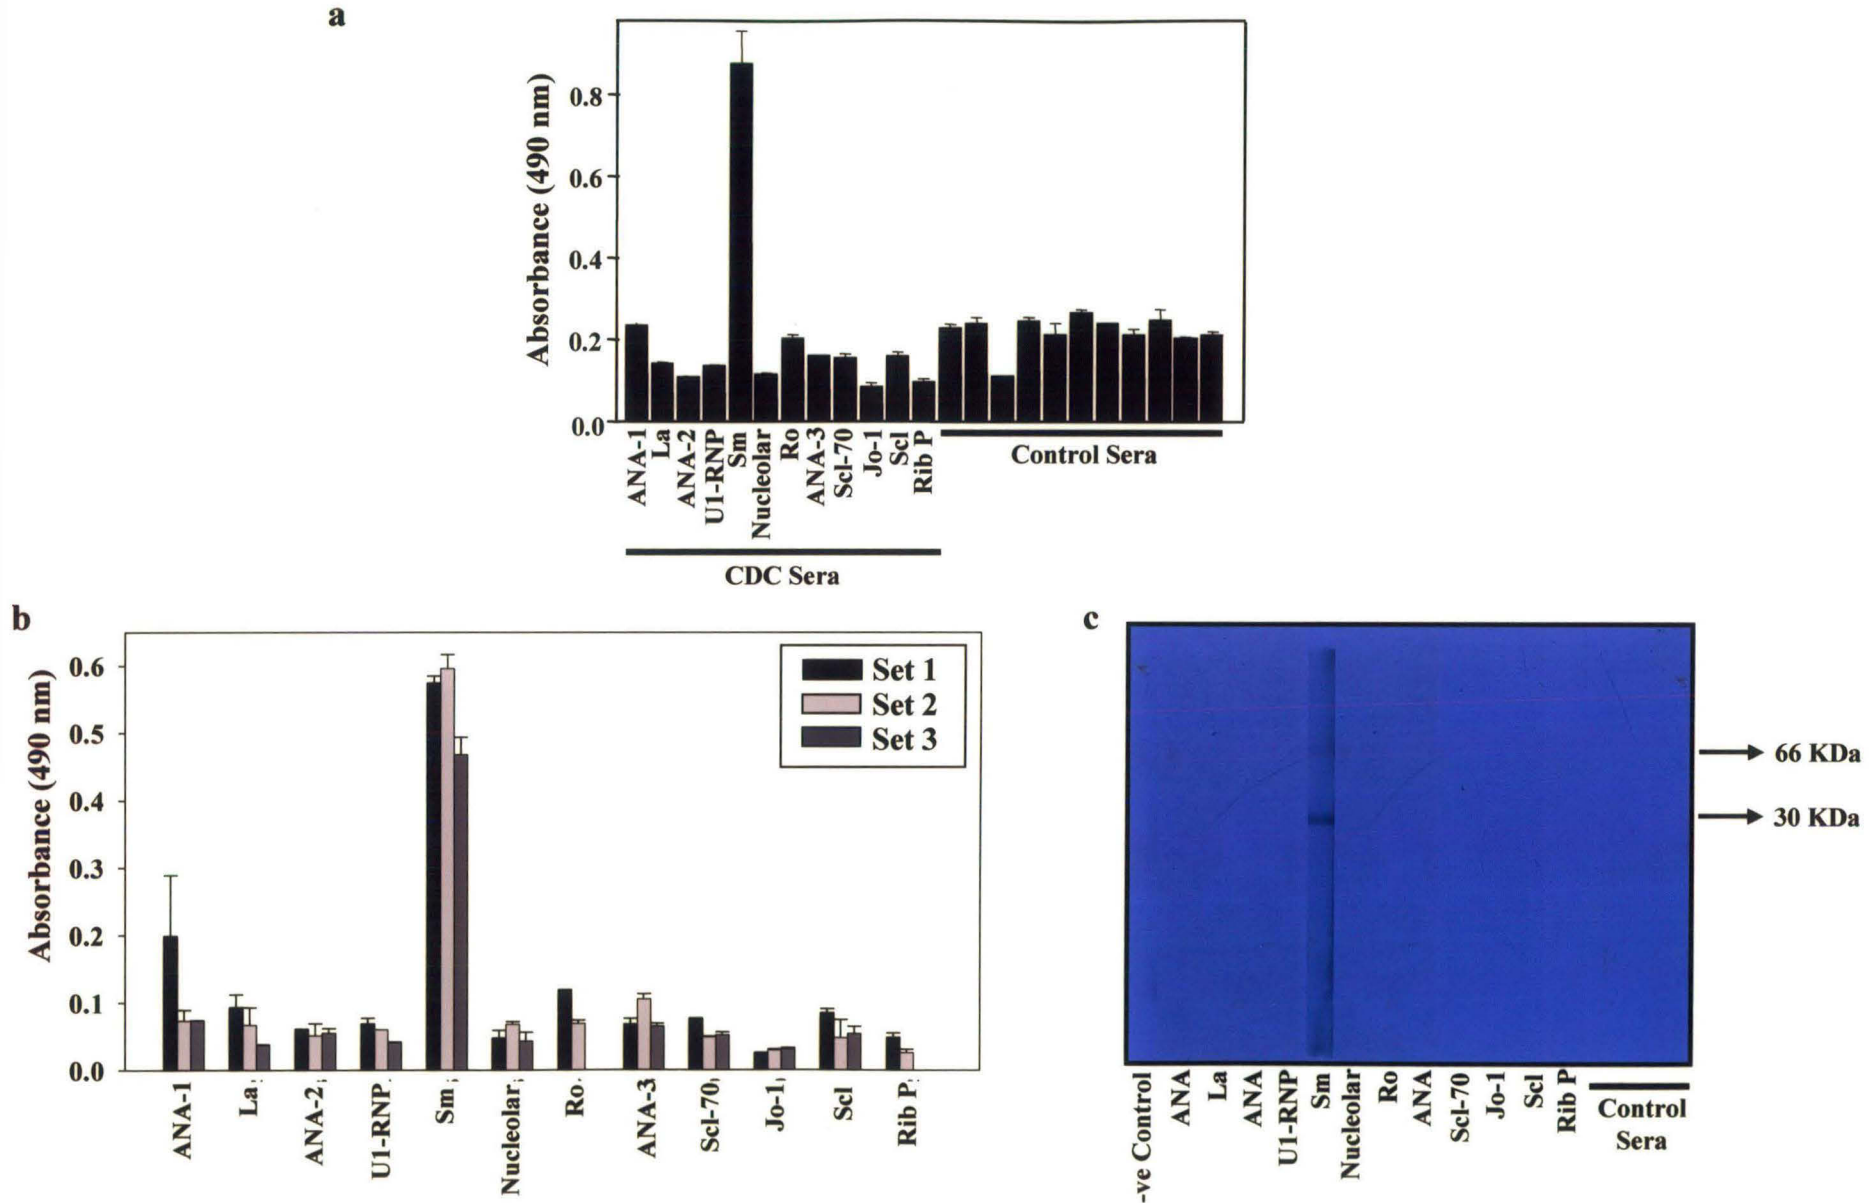 a
Absorbance (490 nm)
0.8
0.6
0.4
0.2
0.0
ANA-1
La
ANA-2
U1-RNP
Sm
Nucleolar
Ro
ANA-3
Scl-70
Jo-1
Scl
Rib P
Control Sera
CDC Sera
b
Absorbance (490 nm)
0.6
0.5
0.4
0.3
0.2
0.1
0.0
Set 1
Set 2
Set 3
ANA-1
La
ANA-2
U1-RNP
Sm
Nucleolar
Ro
ANA-3
Scl-70
Jo-1
Scl
Rib P
c
66 KDa
30 KDa
-ve Control
ANA
La
ANA
U1-RNP
Sm
Nucleolar
Ro
ANA
Scl-70
Jo-1
Scl
Rib P
Control
Sera